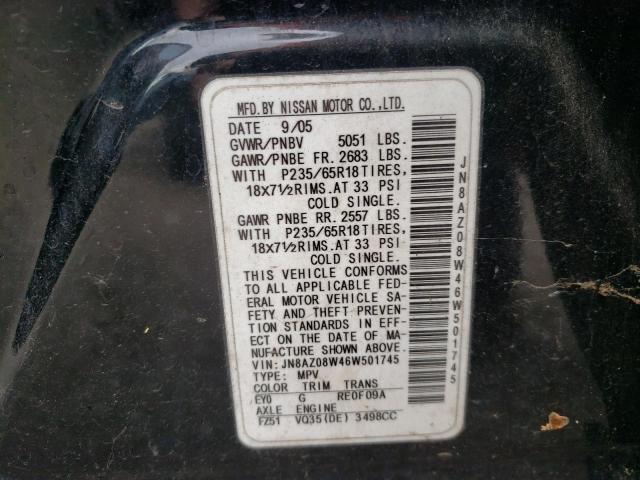 MFD.BY NISSAN MOTOR CO.,LTD.
DATE 9/05
GVWR/PNBV 5051 LBS.
GAWR/PNBE FR. 2683 LBS.
WITH P235/65R18TIRES,
18x7½RIMS.AT 33 PSI
COLD SINGLE.
GAWR PNBE RR. 2557 LBS.
WITH P235/65R18TIRES,
18x7½RIMS.AT 33 PSI
COLD SINGLE.
THIS VEHICLE CONFORMS
TO ALL APPLICABLE FED-
ERAL MOTOR VEHICLE SA-
FETY AND THEFT PREVEN-
TION STANDARDS IN EFF-
ECT ON THE DATE OF MA-
NUFACTURE SHOWN ABOVE.
VIN: JN8AZ08W46W501745
TYPE: MPV
COLOR TRIM TRANS
EY0 G RE0F09A
AXLE ENGINE
FZ51 VQ35(DE) 3498CC
JN8AZ08W46W501745